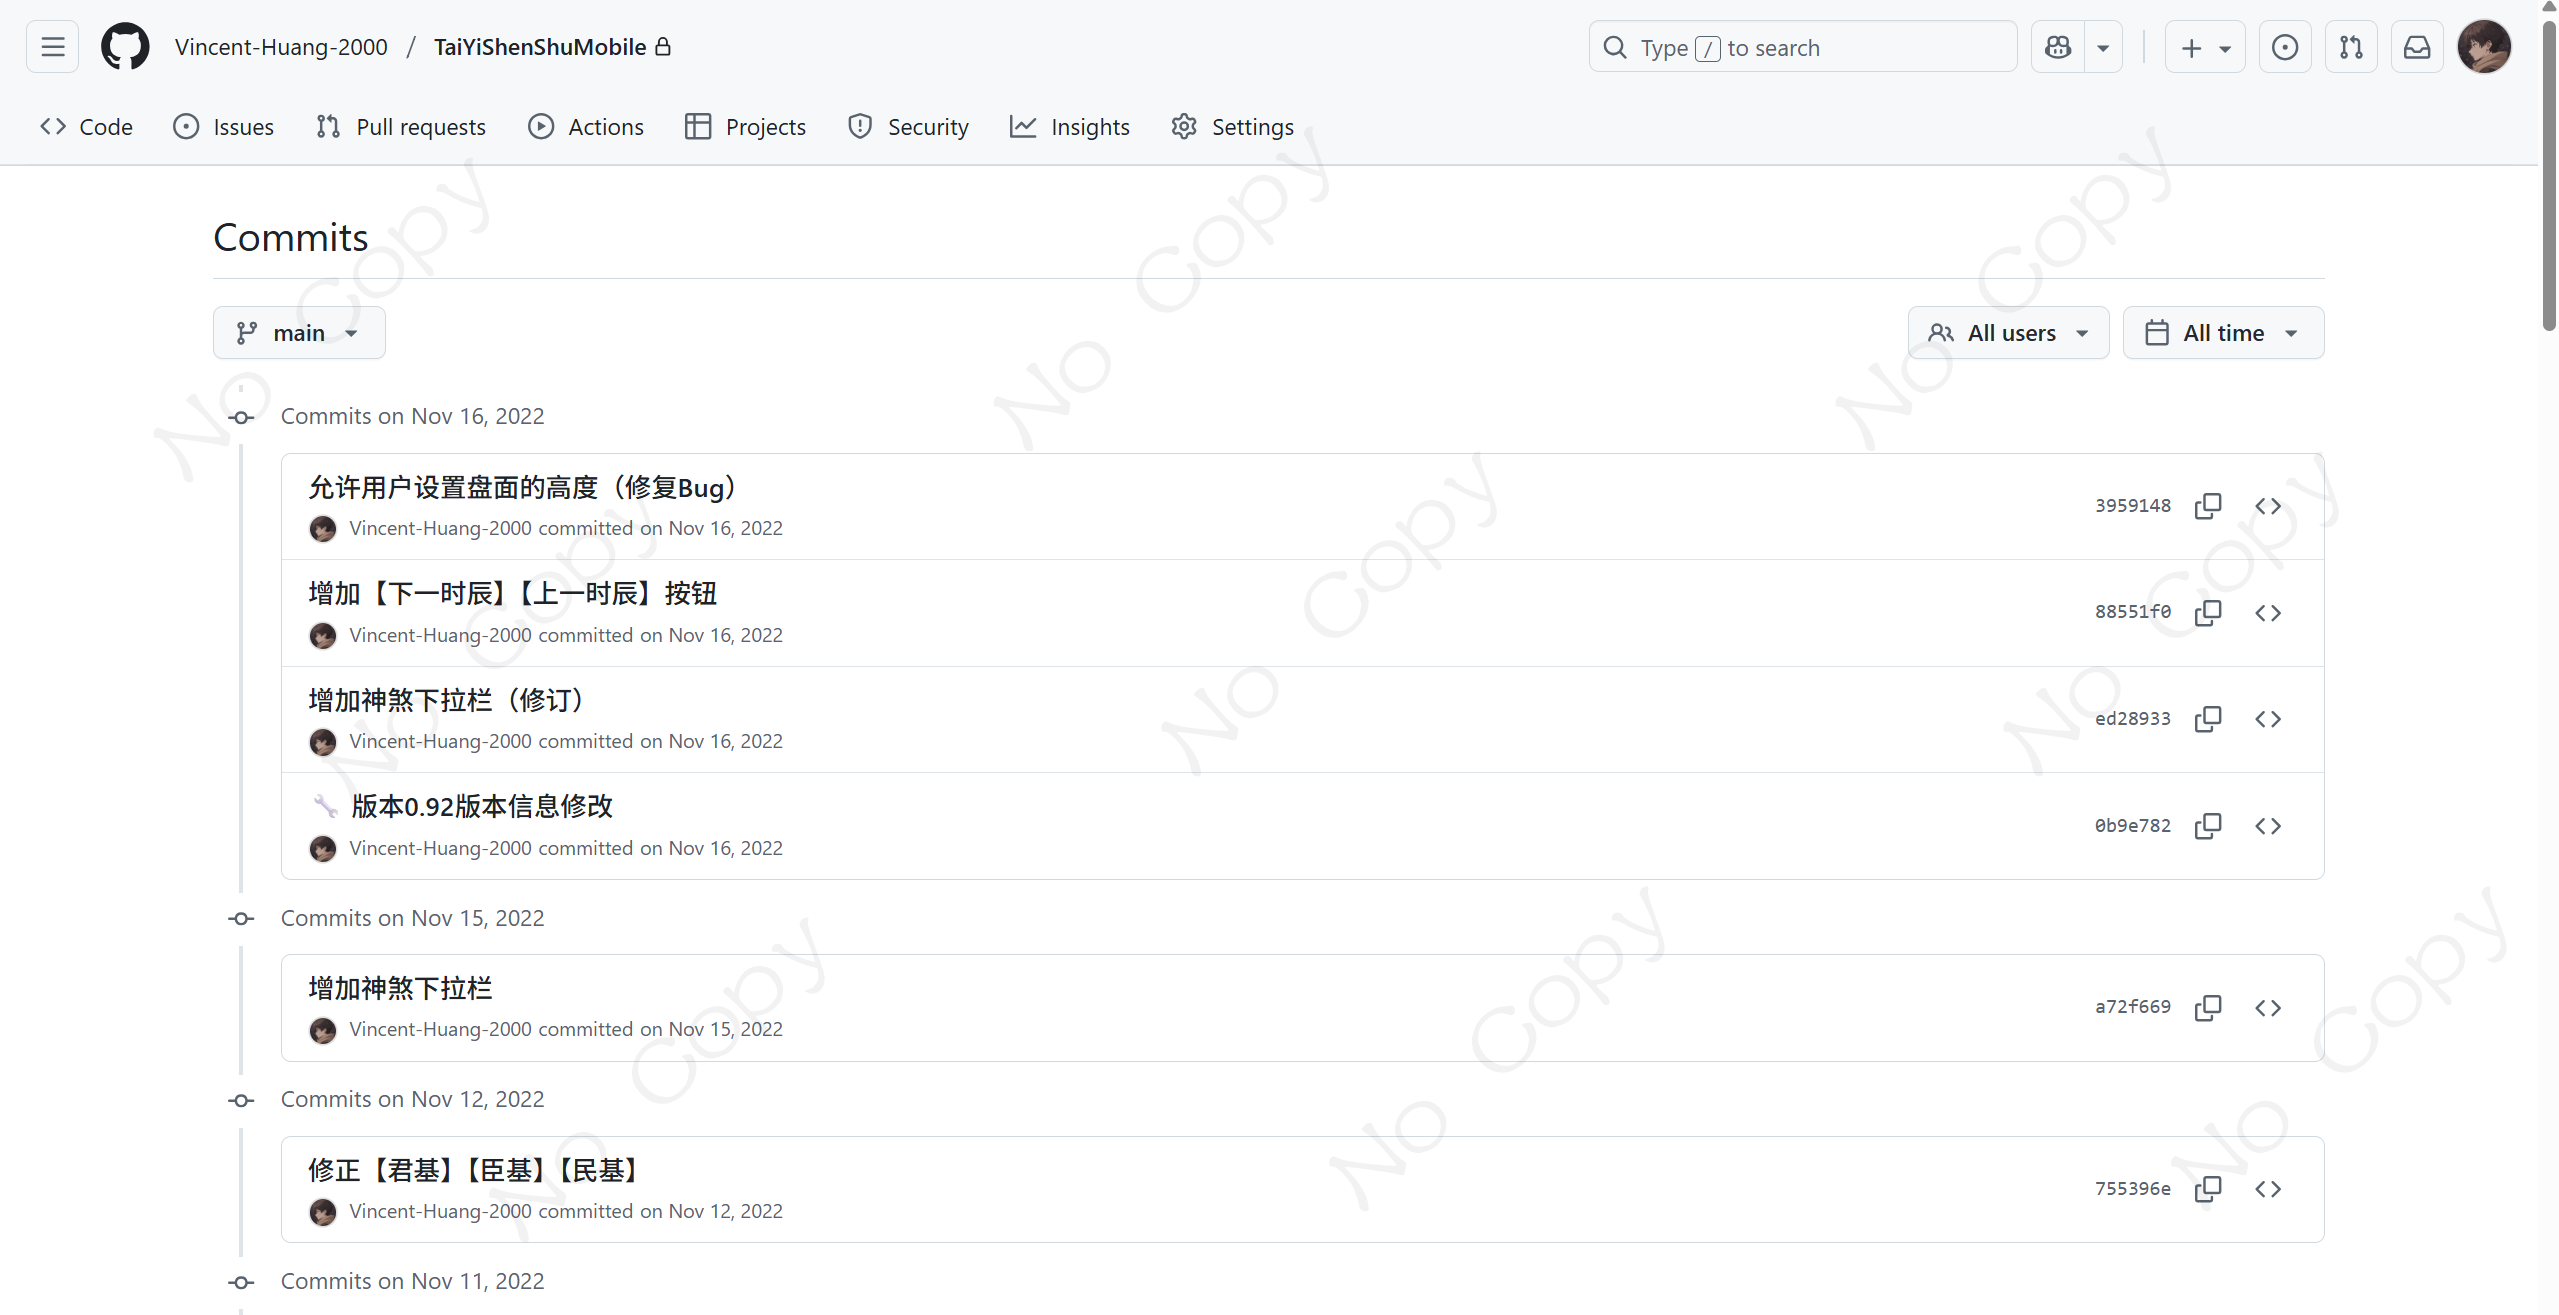 Vincent-Huang-2000 / TaiYiShenShuMobile
Type / to search
Code Issues Pull requests Actions Projects Security Insights Settings
Commits
main All users All time
Commits on Nov 16, 2022
允许用户设置盘面的高度（修复Bug）
3959148
Vincent-Huang-2000 committed on Nov 16, 2022
增加【下一时辰】【上一时辰】按钮
88551f0
Vincent-Huang-2000 committed on Nov 16, 2022
增加神煞下拉栏（修订）
ed28933
Vincent-Huang-2000 committed on Nov 16, 2022
版本0.92版本信息修改
0b9e782
Vincent-Huang-2000 committed on Nov 16, 2022
Commits on Nov 15, 2022
增加神煞下拉栏
a72f669
Vincent-Huang-2000 committed on Nov 15, 2022
Commits on Nov 12, 2022
修正【君基】【臣基】【民基】
755396e
Vincent-Huang-2000 committed on Nov 12, 2022
Commits on Nov 11, 2022
No Copy
No Copy
No Copy
No Copy
No Copy
No Copy
No Copy
No Copy
No Copy